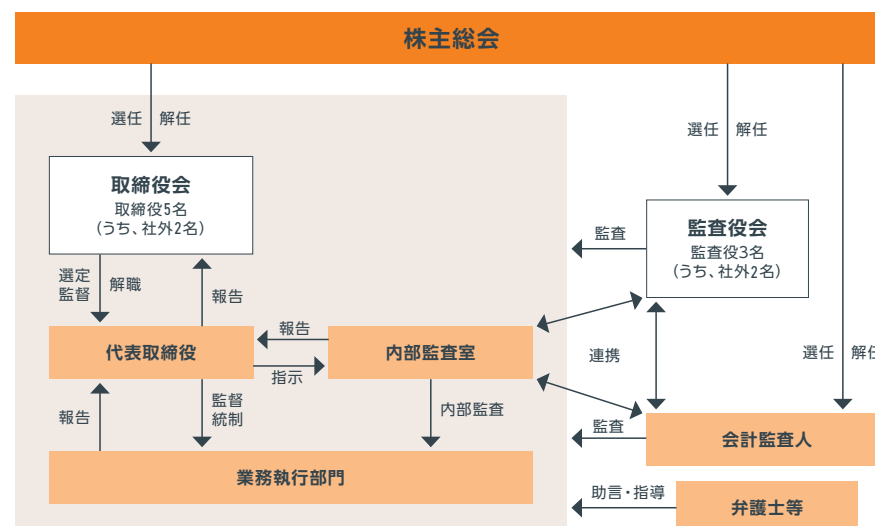 株主総会
選任 解任
選任 解任
取締役会
取締役5名
(うち、社外2名)
監査役会
監査役3名
(うち、社外2名)
監査
選定
監督
解職
報告
代表取締役
報告
指示
内部監査室
連携
選任
報告
監督
統制
内部監査
監査
会計監査人
業務執行部門
助言・指導
弁護士等